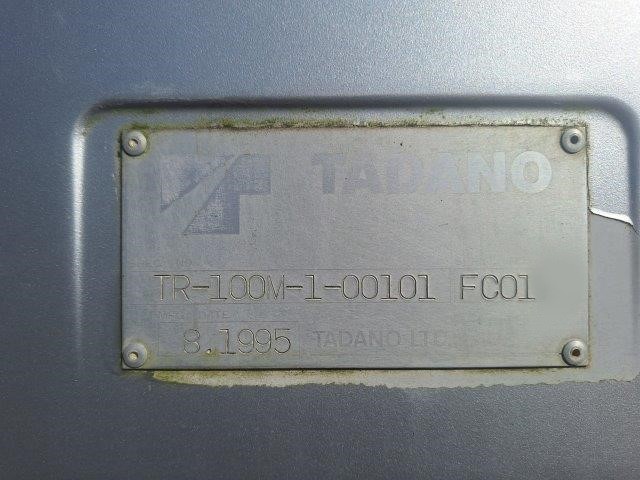 TADANO
TR-100M-1-00101 FC01
8.1995 TADANO LTD